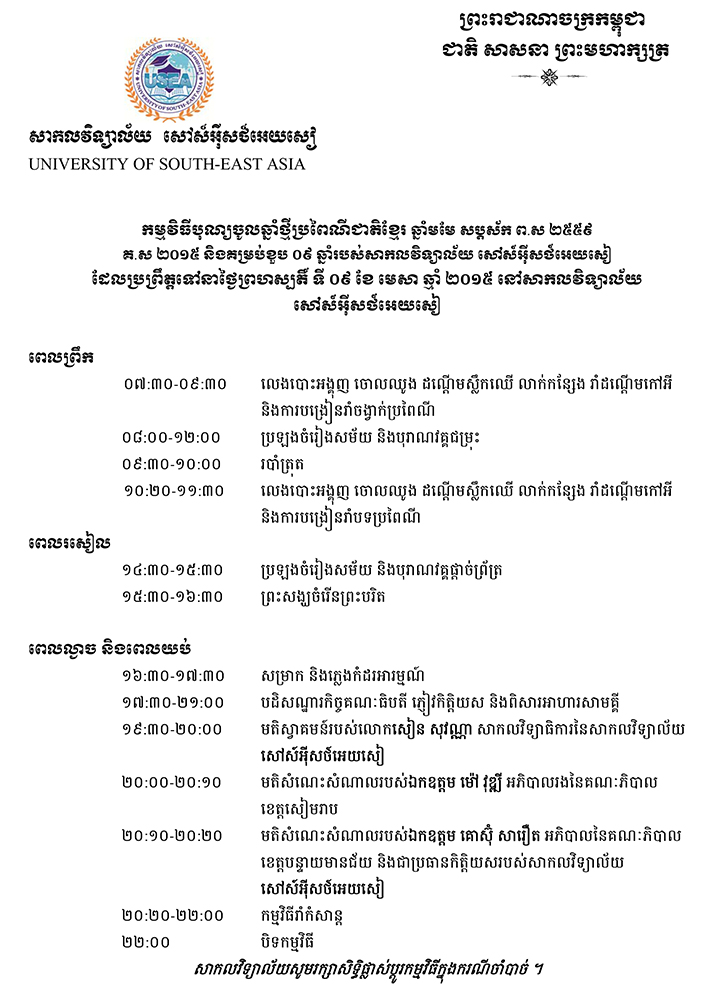 ព្រះរាជាណាចក្រកម្ពុជា
ជាតិ សាសនា ព្រះមហាក្សត្រ
USEA
UNIVERSITY OF SOUTH-EAST ASIA
សាកលវិទ្យាល័យ សៅស៍អ៊ីសថ៍អេយសៀ
UNIVERSITY OF SOUTH-EAST ASIA
កម្មវិធីបុណ្យចូលឆ្នាំថ្មីប្រពៃណីជាតិខ្មែរ ឆ្នាំមមែ សប្តស័ក ព.ស ២៥៥៩
គ.ស ២០១៥ និងគម្រប់ខួប ០៩ ឆ្នាំរបស់សាកលវិទ្យាល័យ សៅស៍អ៊ីសថ៍អេយសៀ
ដែលប្រព្រឹត្តទៅនាថ្ងៃព្រហស្បតិ៍ ទី ០៩ ខែ មេសា ឆ្នាំ ២០១៥ នៅសាកលវិទ្យាល័យ
សៅស៍អ៊ីសថ៍អេយសៀ
ពេលព្រឹក
០៧:៣០-០៩:៣០ លេងបោះអង្គុញ ចោលឈូង ដណ្តើមស្លឹកឈើ លាក់កន្សែង រាំដណ្តើមកៅអី
និងការបង្រៀនរាំចង្វាក់ប្រពៃណី
០៨:០០-១២:០០ ប្រឡងចំរៀងសម័យ និងបុរាណវគ្គជម្រុះ
០៩:៣០-១០:០០ របាំត្រុត
១០:២០-១១:៣០ លេងបោះអង្គុញ ចោលឈូង ដណ្តើមស្លឹកឈើ លាក់កន្សែង រាំដណ្តើមកៅអី
និងការបង្រៀនរាំបទប្រពៃណី
ពេលរសៀល
១៤:៣០-១៥:៣០ ប្រឡងចំរៀងសម័យ និងបុរាណវគ្គផ្តាច់ព្រ័ត្រ
១៥:៣០-១៦:៣០ ព្រះសង្ឃចំរើនព្រះបរិត
ពេលល្ងាច និងពេលយប់
១៦:៣០-១៧:៣០ សម្រាក និងភ្លេងកំដរអារម្មណ៍
១៧:៣០-២១:០០ បដិសណ្ឋារកិច្ចគណៈធិបតី ភ្ញៀវកិត្តិយស និងពិសារអាហារសាមគ្គី
១៩:៣០-២០:០០ មតិស្វាគមន៍របស់លោកសៀន សុវណ្ណា សាកលវិទ្យាធិការនៃសាកលវិទ្យាល័យ
សៅស៍អ៊ីសថ៍អេយសៀ
២០:០០-២០:១០ មតិសំណេះសំណាលរបស់ឯកឧត្តម ម៉ៅ វុឌ្ឍី អភិបាលរងនៃគណៈភិបាល
ខេត្តសៀមរាប
២០:១០-២០:២០ មតិសំណេះសំណាលរបស់ឯកឧត្តម គោស៊ុំ សារឿត អភិបាលនៃគណៈភិបាល
ខេត្តបន្ទាយមានជ័យ និងជាប្រធានកិត្តិយសរបស់សាកលវិទ្យាល័យ
សៅស៍អ៊ីសថ៍អេយសៀ
២០:២០-២២:០០ កម្មវិធីរាំកំសាន្ត
២២:០០ បិទកម្មវិធី
សាកលវិទ្យាល័យសូមរក្សាសិទ្ធិផ្លាស់ប្តូរកម្មវិធីក្នុងករណីចាំបាច់ ។